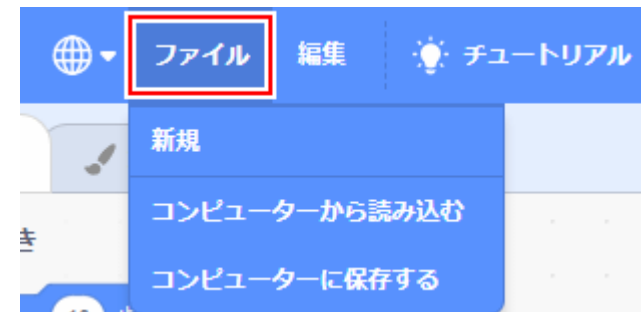 ファイル 編集 チュートリアル
新規
コンピューターから読み込む
き
コンピューターに保存する